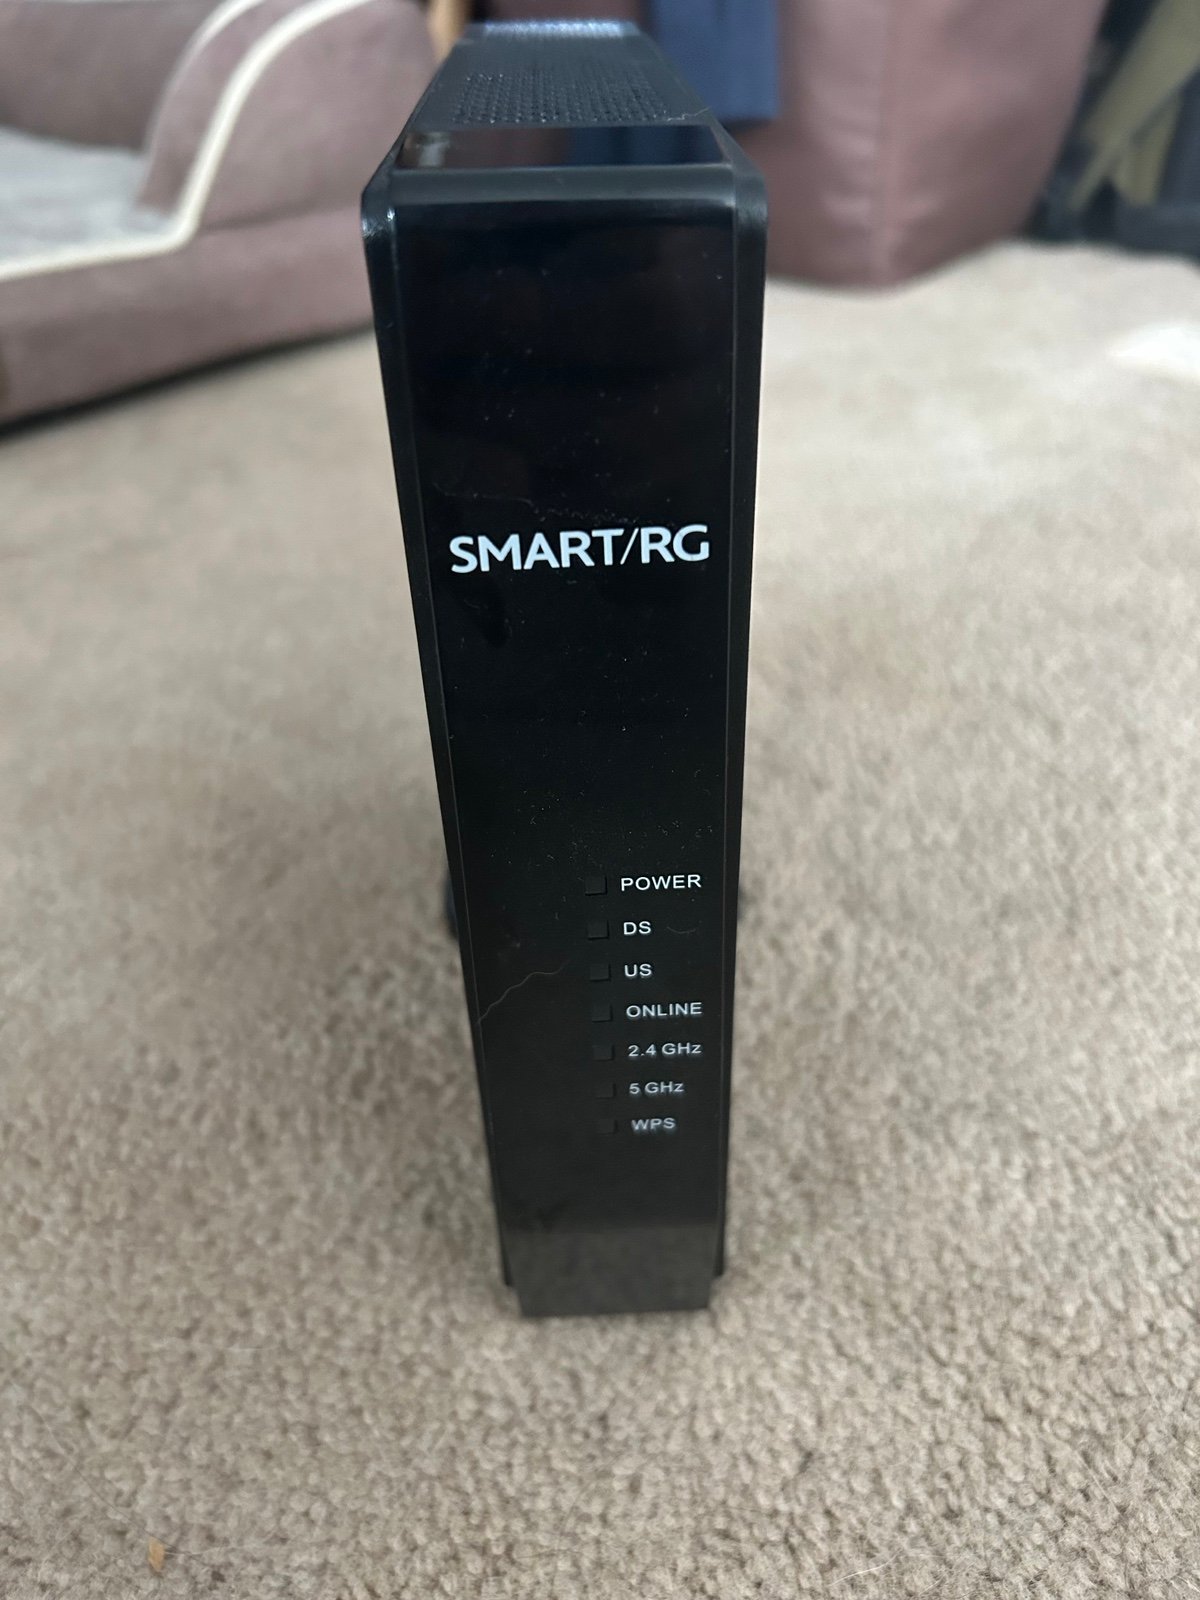 SMART/RG
POWER
DS
US
ONLINE
2.4 GHz
5 GHz
WPS